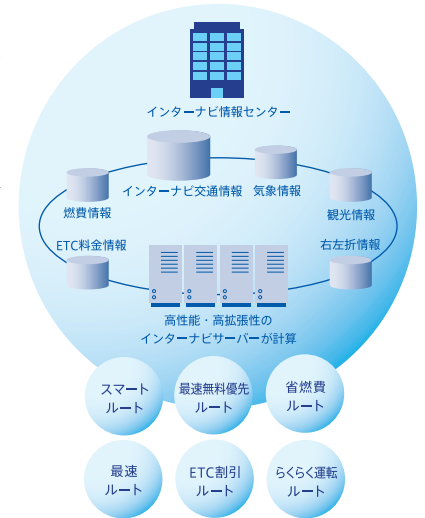 インターナビ情報センター
インターナビ交通情報
気象情報
燃費情報
観光情報
ETC料金情報
右左折情報
高性能・高拡張性の
インターナビサーバーが計算
スマート
ルート
最速無料優先
ルート
省燃費
ルート
最速
ルート
ETC割引
ルート
らくらく運転
ルート